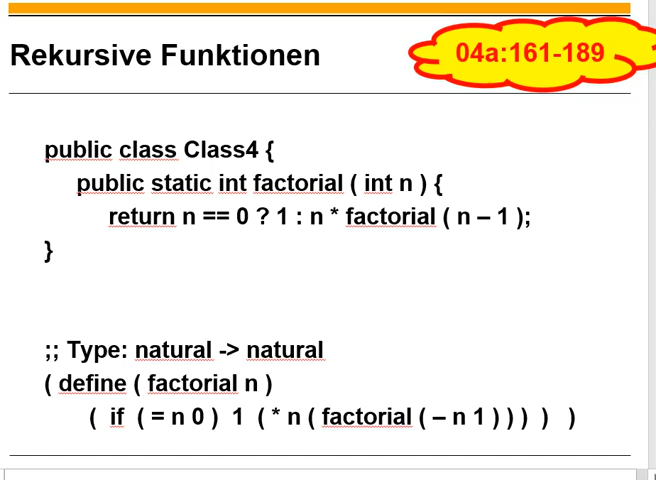 Rekursive Funktionen
04a:161-189
public class Class4 {
public static int factorial ( int n ) {
return n == 0 ? 1 : n * factorial ( n – 1 );
}
;; Type: natural -> natural
( define ( factorial n )
( if ( = n 0 ) 1 ( * n ( factorial ( – n 1 ) ) ) ) )